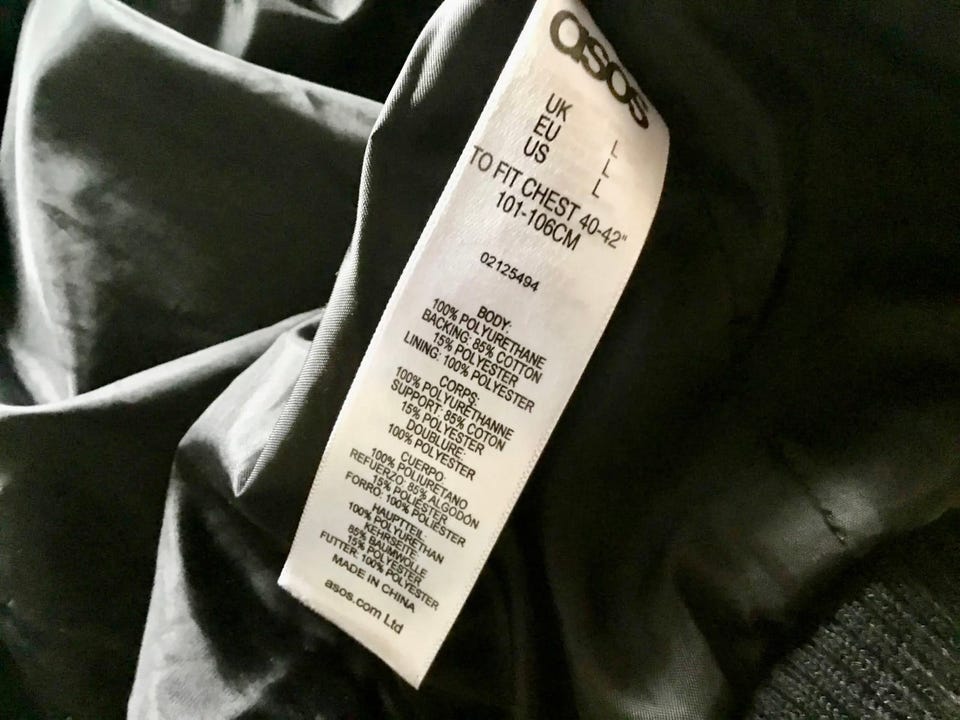 asos
UK L
EU L
US L
TO FIT CHEST 40-42"
101-106CM
02125494
BODY:
100% POLYURETHANE
BACKING: 85% COTTON
15% POLYESTER
LINING: 100% POLYESTER
CORPS:
100% POLYURÉTHANNE
SUPPORT: 85% COTON
15% POLYESTER
DOUBLURE:
100% POLYESTER
CUERPO:
100% POLIURETANO
REFUERZO: 85% ALGODÓN
15% POLIÉSTER
FORRO: 100% POLIESTER
HAUPTTEIL:
100% POLYURETHAN
KEHRSEITE:
85% BAUMWOLLE
15% POLYESTER
FUTTER: 100% POLYESTER
MADE IN CHINA
asos.com Ltd